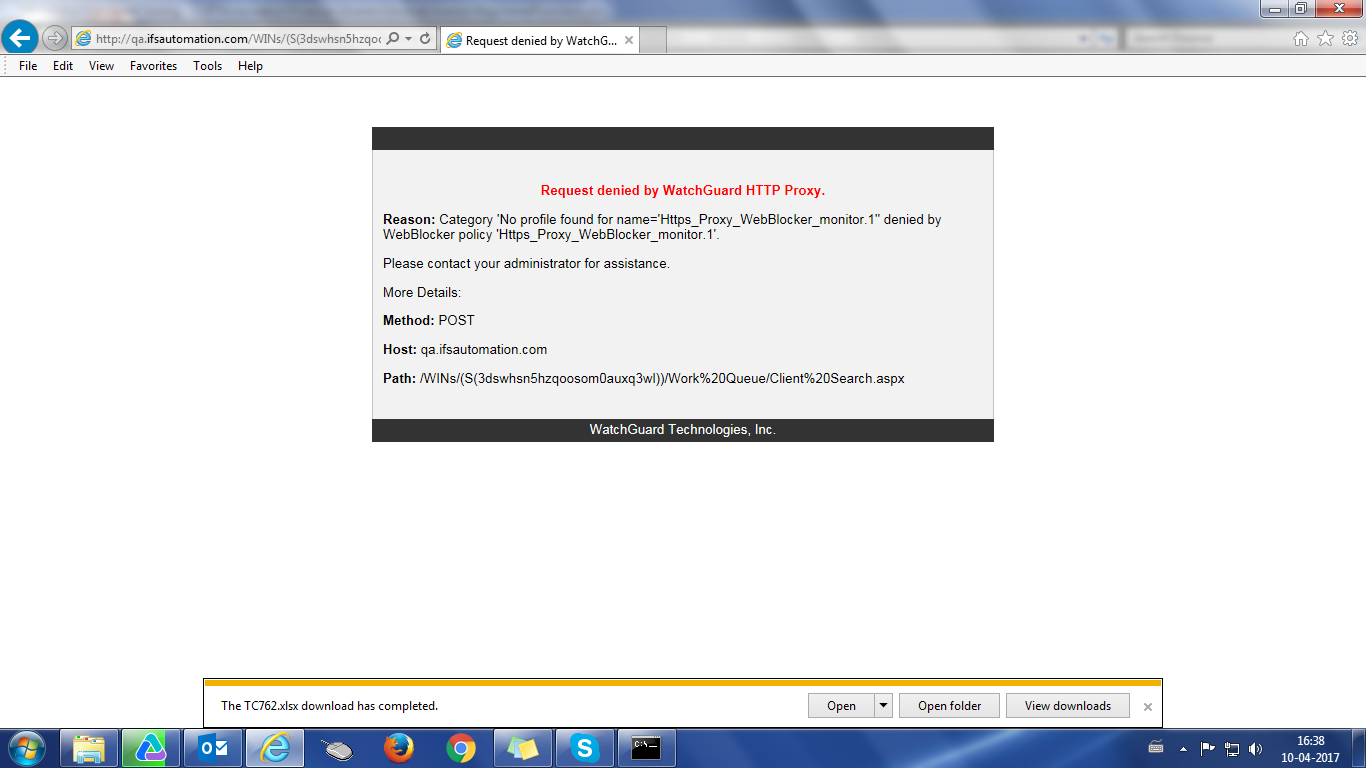 http://qa.ifsautomation.com/WINs/(S(3dswhsn5hzqoo
Request denied by WatchG...
File Edit View Favorites Tools Help
Request denied by WatchGuard HTTP Proxy.
Reason: Category 'No profile found for name='Https_Proxy_WebBlocker_monitor.1'' denied by
WebBlocker policy 'Https_Proxy_WebBlocker_monitor.1'.
Please contact your administrator for assistance.
More Details:
Method: POST
Host: qa.ifsautomation.com
Path: /WINs/(S(3dswhsn5hzqoosom0auxq3wl))/Work%20Queue/Client%20Search.aspx
WatchGuard Technologies, Inc.
The TC762.xlsx download has completed.
Open
Open folder
View downloads
C:\_
16:38
10-04-2017